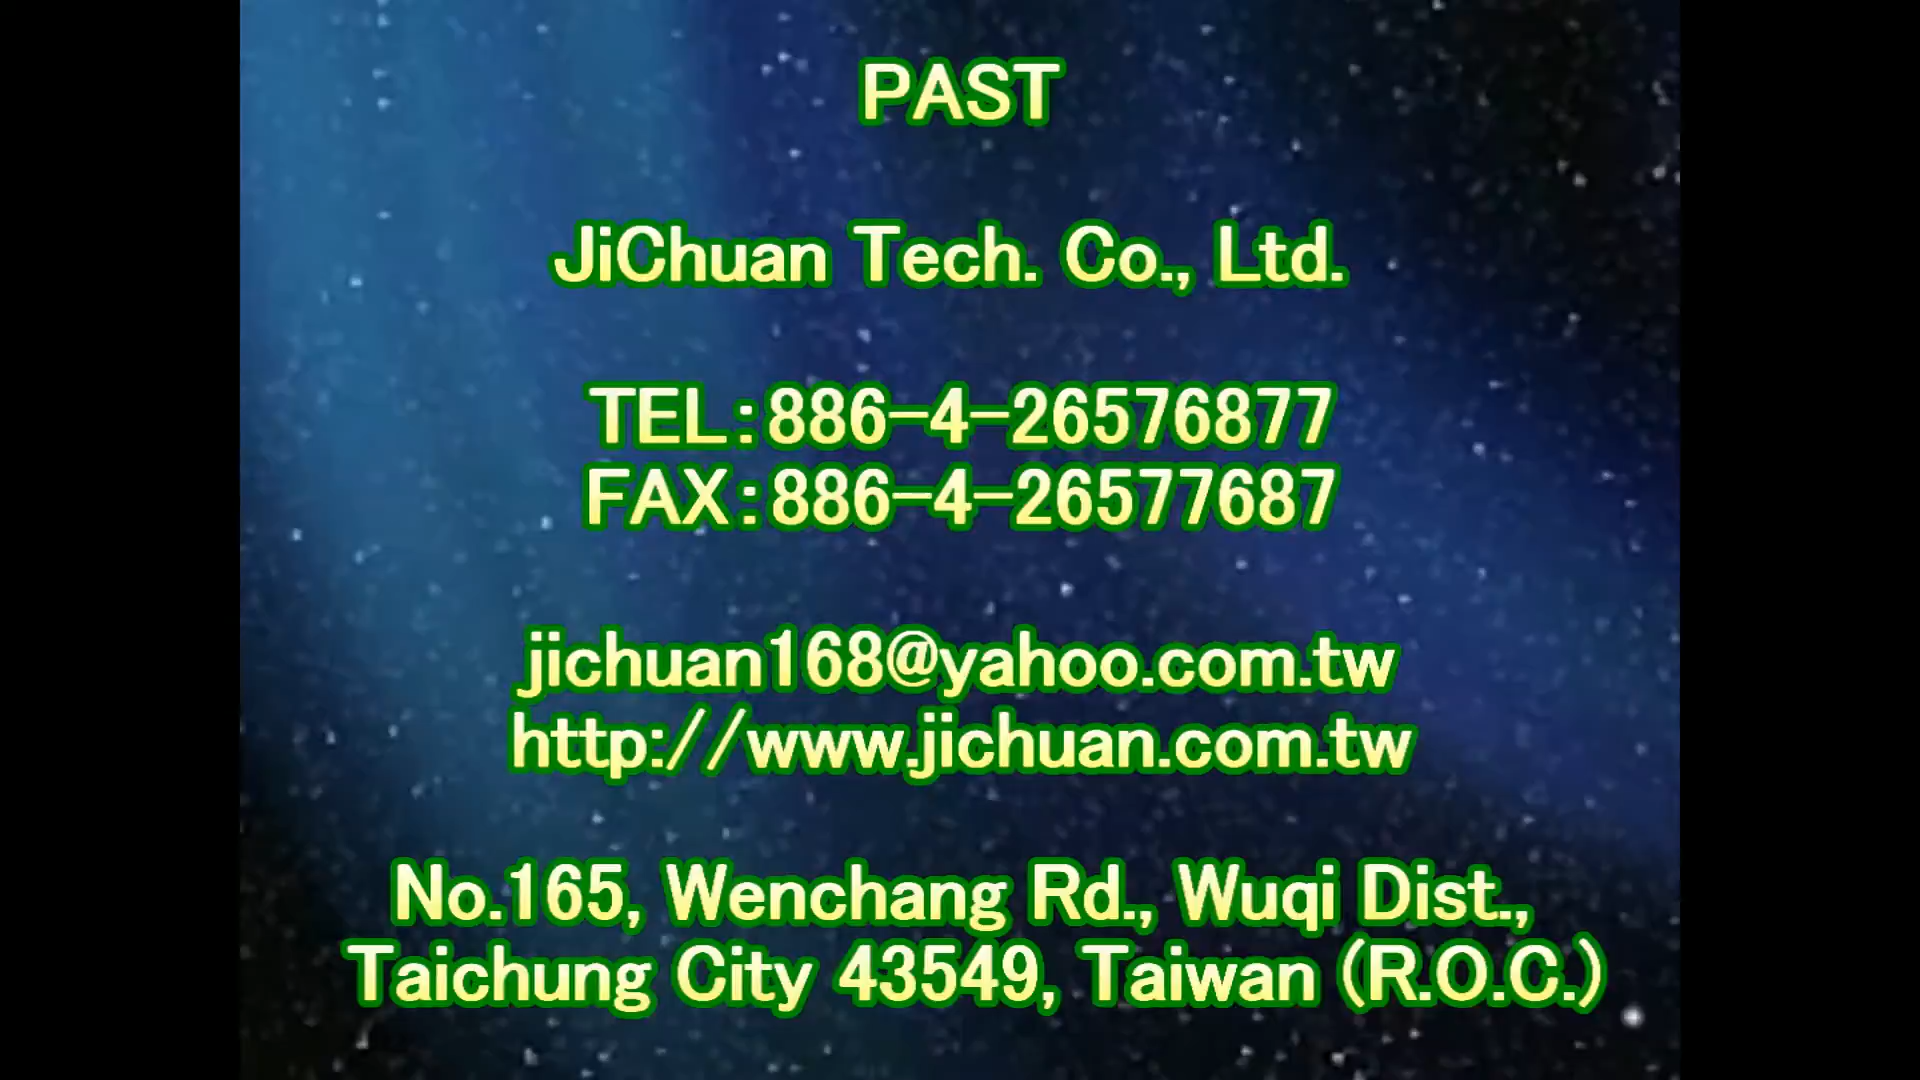 PAST
JiChuan Tech. Co., Ltd.
TEL:886-4-26576877
FAX:886-4-26577687
jichuan168@yahoo.com.tw
http://www.jichuan.com.tw
No.165, Wenchang Rd., Wuqi Dist.,
Taichung City 43549, Taiwan (R.O.C.)